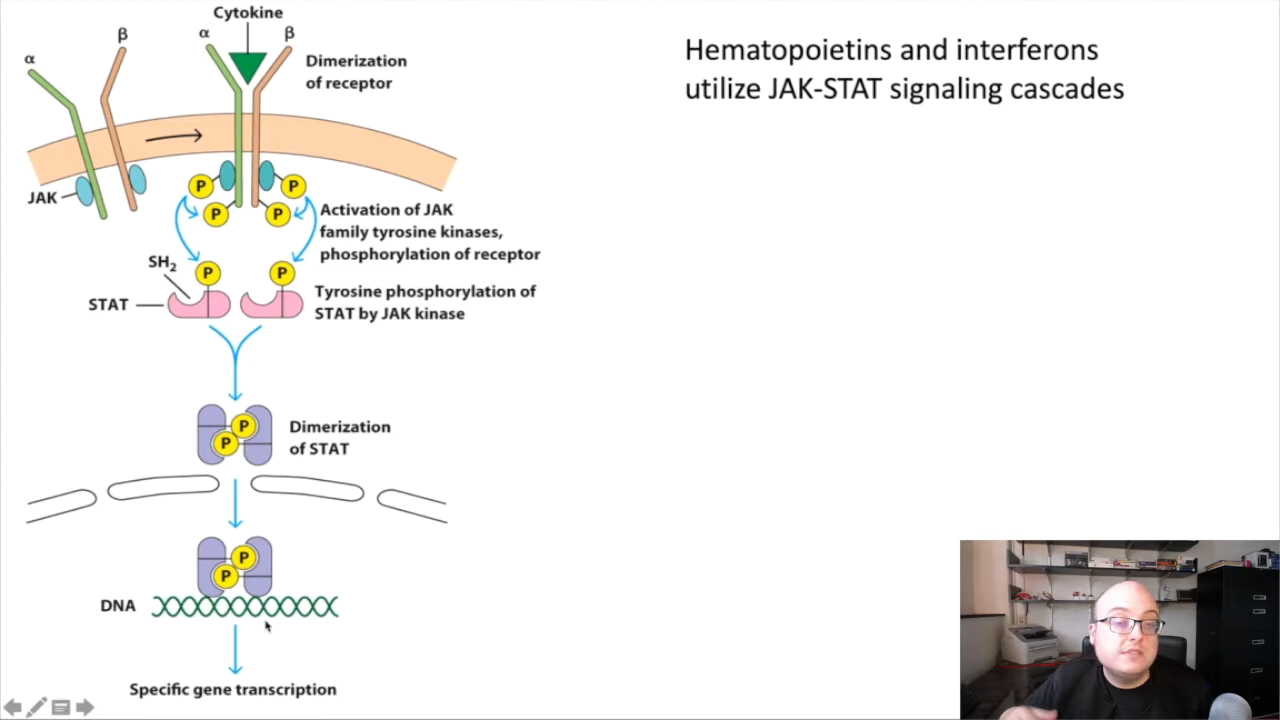 Cytokine
α
β
α
β
Dimerization
of receptor
JAK
P
P
P
P
Activation of JAK
family tyrosine kinases,
phosphorylation of receptor
SH2
P
P
STAT
Tyrosine phosphorylation of
STAT by JAK kinase
P
P
Dimerization
of STAT
P
P
DNA
Specific gene transcription
Hematopoietins and interferons
utilize JAK-STAT signaling cascades